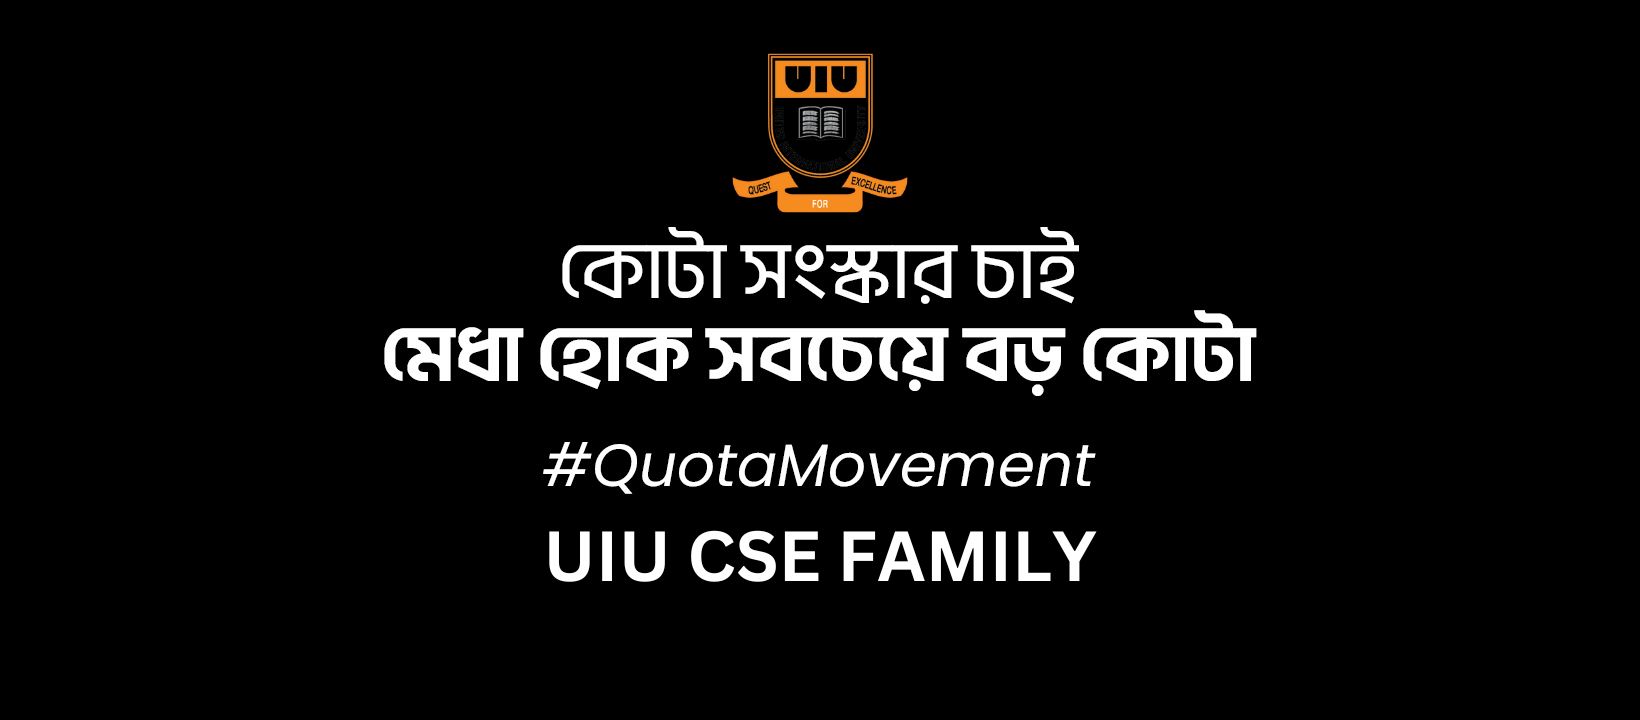 UIU
QUEST
FOR
EXCELLENCE
কোটা সংস্কার চাই
মেধা হোক সবচেয়ে বড় কোটা
#QuotaMovement
UIU CSE FAMILY